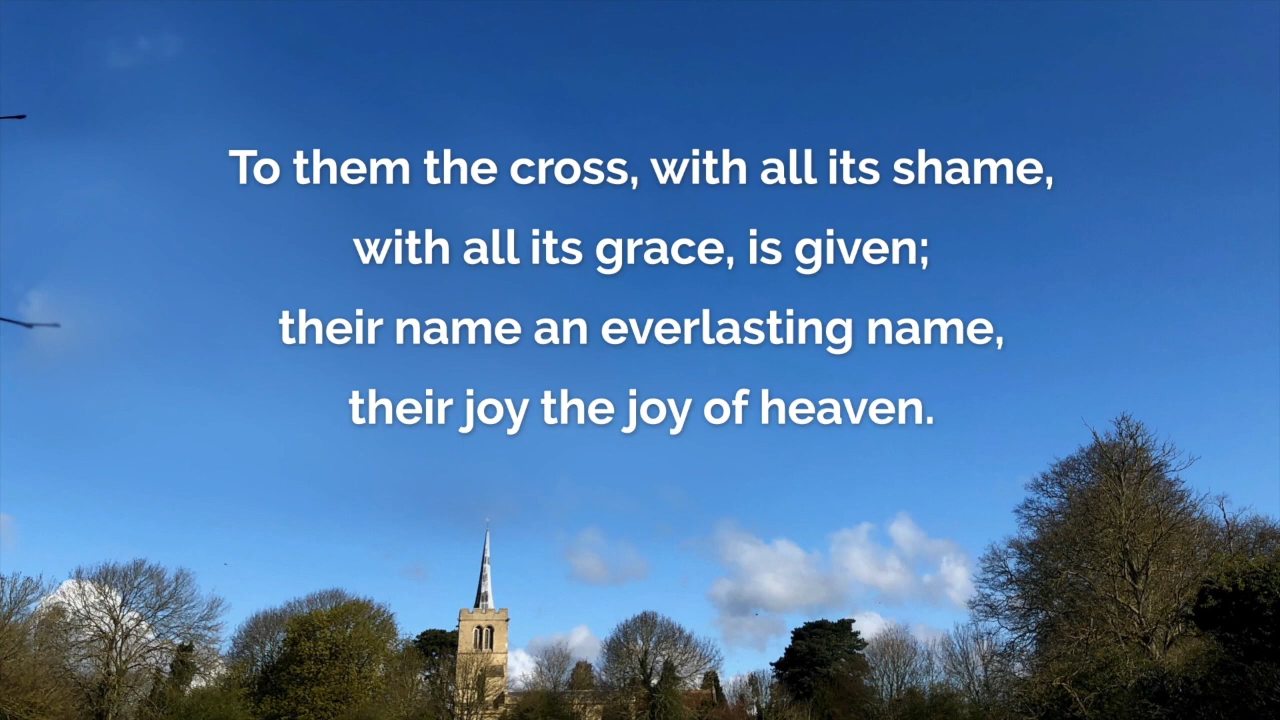 To them the cross, with all its shame,
with all its grace, is given;
their name an everlasting name,
their joy the joy of heaven.